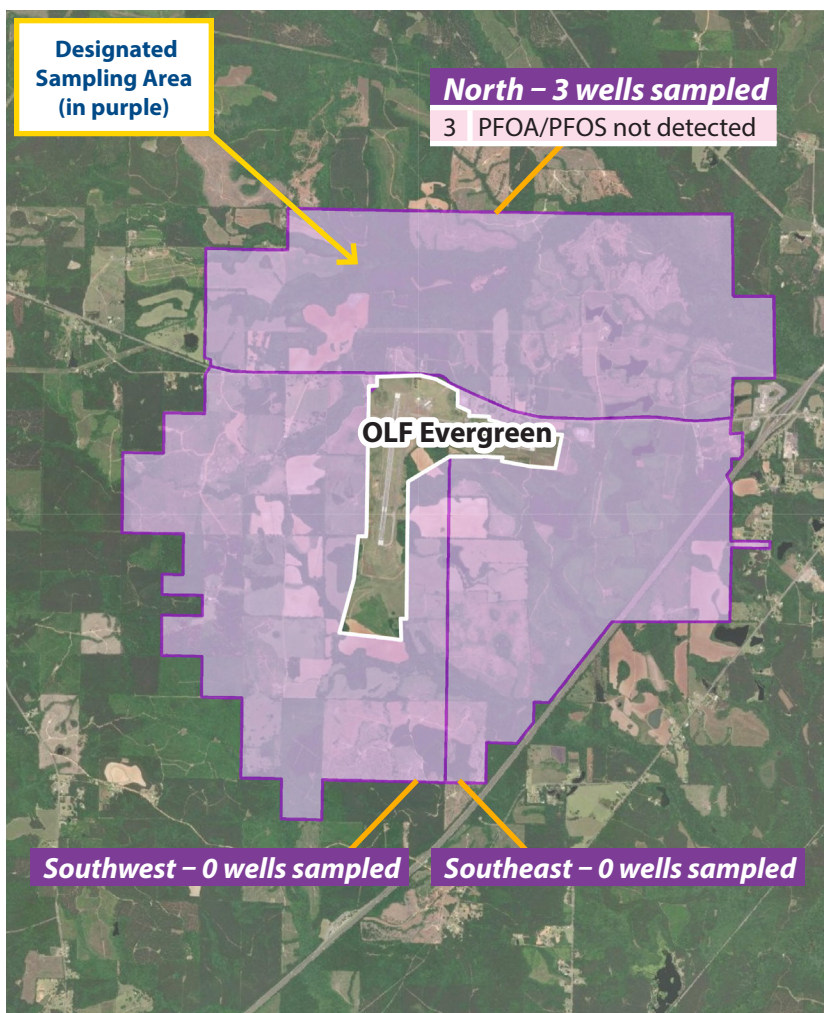 Designated
Sampling Area
(in purple)
North – 3 wells sampled
3 PFOA/PFOS not detected
OLF Evergreen
Southwest – 0 wells sampled
Southeast – 0 wells sampled